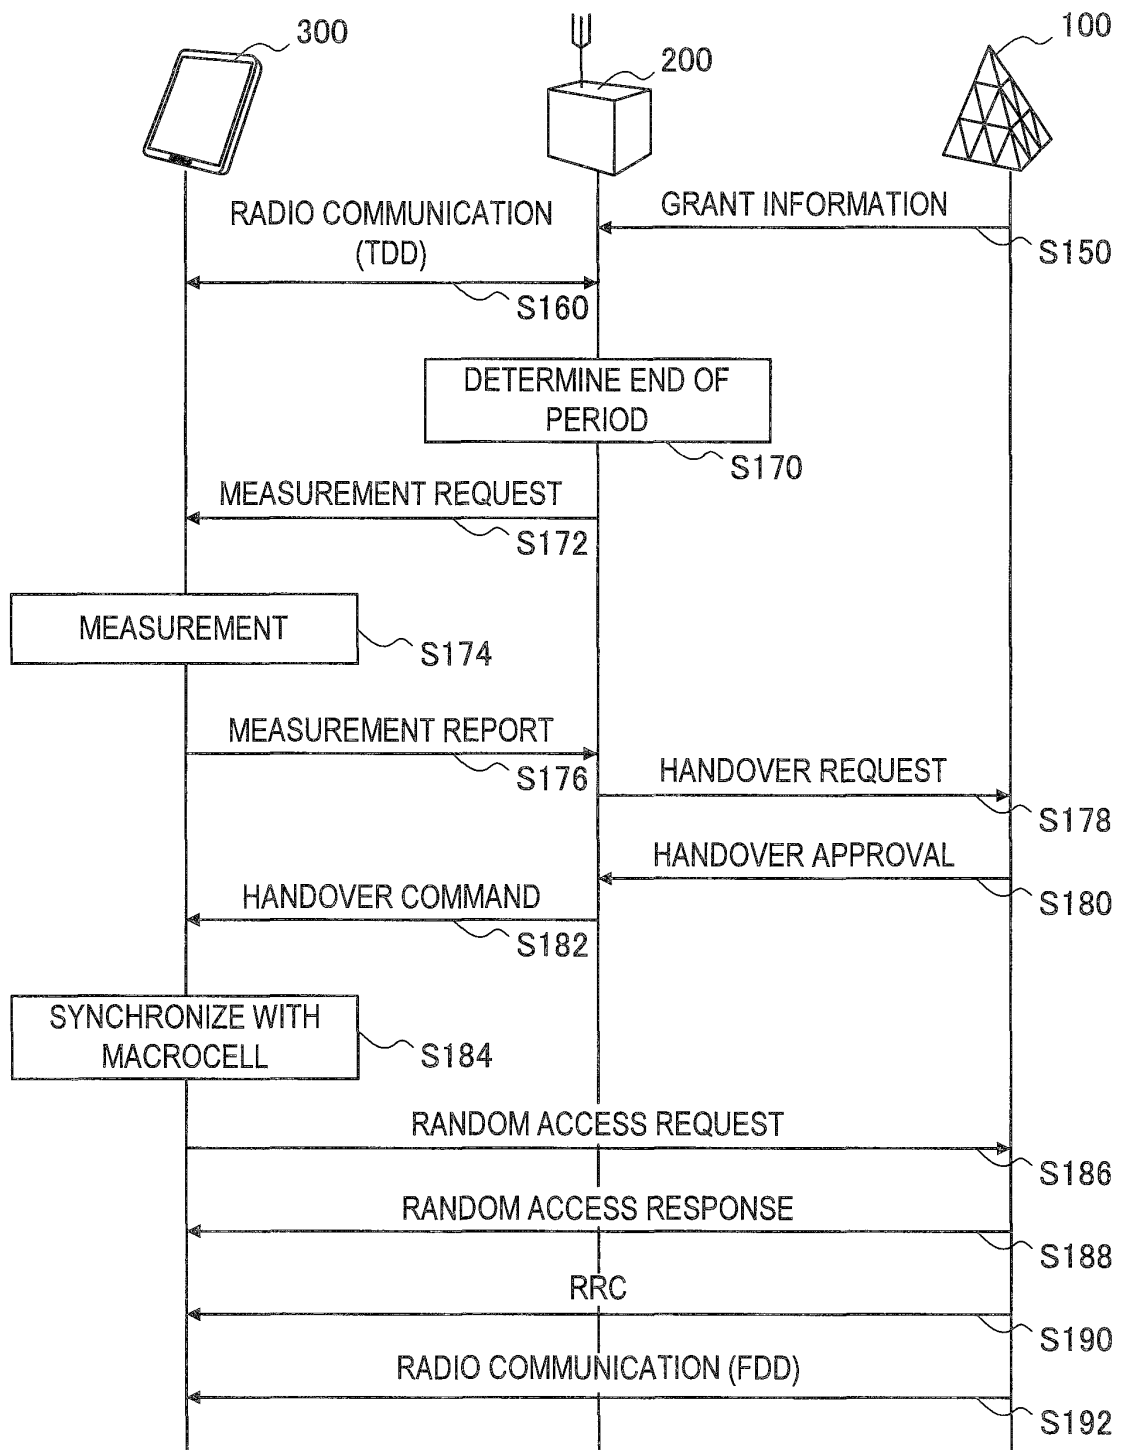 300
200
100
GRANT INFORMATION
S150
RADIO COMMUNICATION
(TDD)
S160
DETERMINE END OF
PERIOD
S170
MEASUREMENT REQUEST
S172
MEASUREMENT
S174
MEASUREMENT REPORT
S176
HANDOVER REQUEST
S178
HANDOVER APPROVAL
S180
HANDOVER COMMAND
S182
SYNCHRONIZE WITH
MACROCELL
S184
RANDOM ACCESS REQUEST
S186
RANDOM ACCESS RESPONSE
S188
RRC
S190
RADIO COMMUNICATION (FDD)
S192